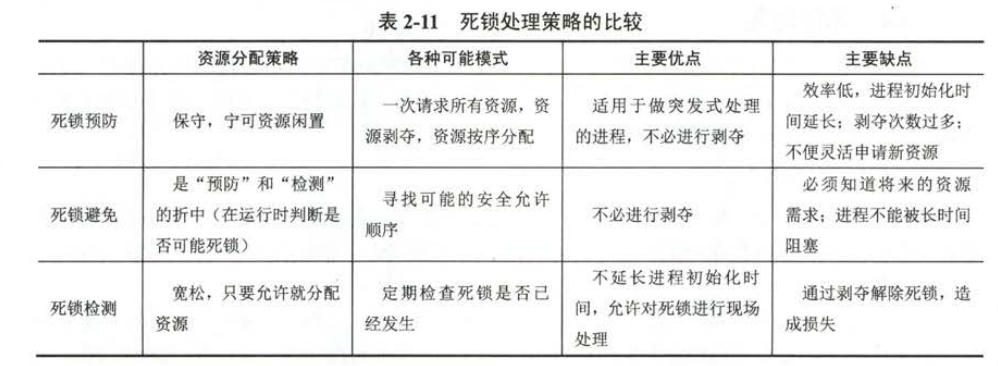 表 2-11 死锁处理策略的比较
资源分配策略 各种可能模式 主要优点 主要缺点
死锁预防
保守，宁可资源闲置
一次请求所有资源，资
源剥夺，资源按序分配
适用于做突发式处理
的进程，不必进行剥夺
效率低，进程初始化时
间延长；剥夺次数过多；
不便灵活申请新资源
死锁避免
是“预防”和“检测”
的折中（在运行时判断是
否可能死锁）
寻找可能的安全允许
顺序
不必进行剥夺
必须知道将来的资源
需求；进程不能被长时间
阻塞
死锁检测
宽松，只要允许就分配
资源
定期检查死锁是否已
经发生
不延长进程初始化时
间，允许对死锁进行现场
处理
通过剥夺解除死锁，造
成损失